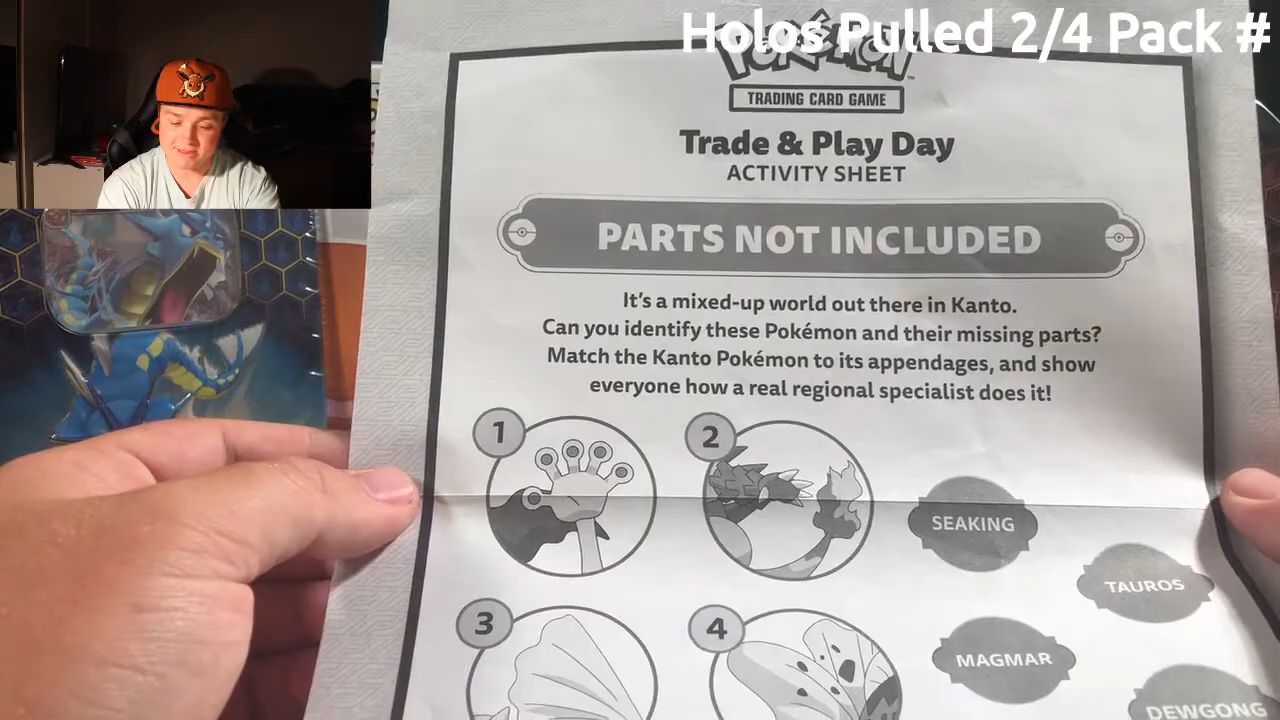 Holos Pulled 2/4 Pack #
POKÉMON
TRADING CARD GAME
Trade & Play Day
ACTIVITY SHEET
PARTS NOT INCLUDED
It's a mixed-up world out there in Kanto.
Can you identify these Pokémon and their missing parts?
Match the Kanto Pokémon to its appendages, and show
everyone how a real regional specialist does it!
1
2
SEAKING
TAUROS
3
4
MAGMAR
DEWGONG